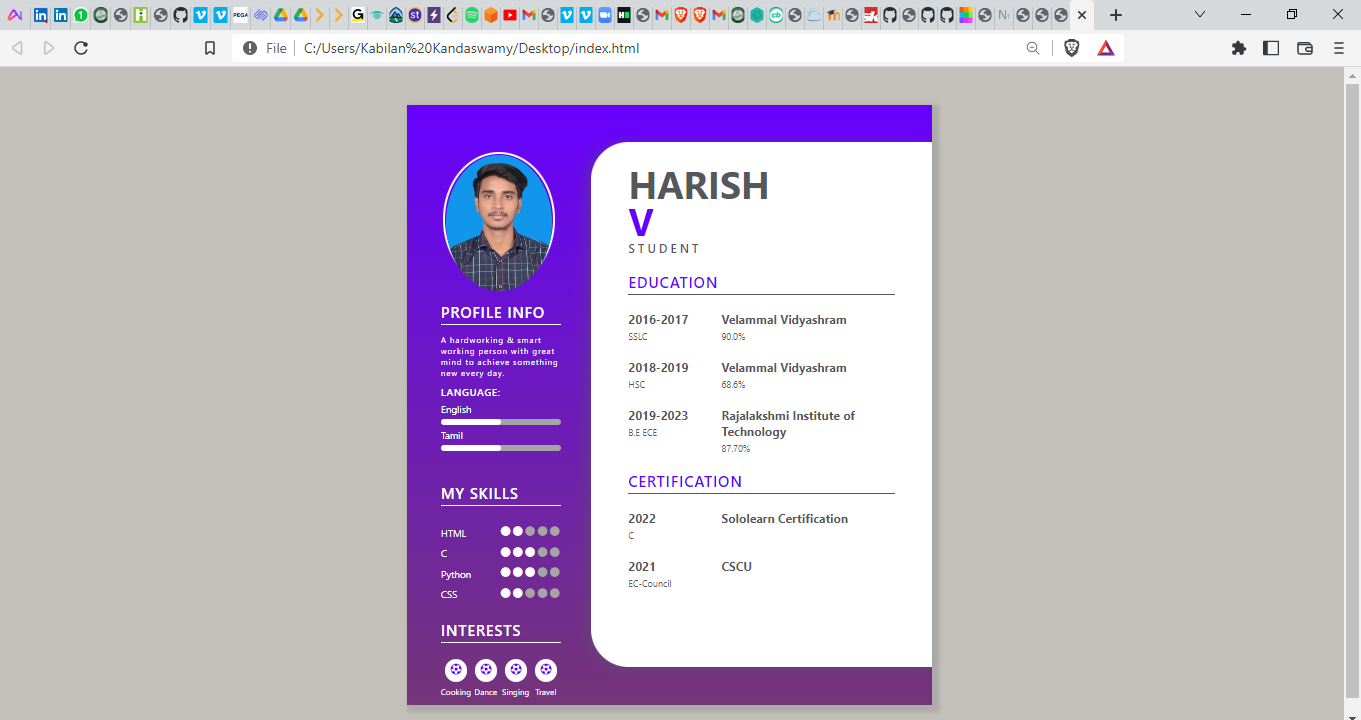 File
C:/Users/Kabilan%20Kandaswamy/Desktop/index.html
PROFILE INFO
A hardworking & smart
working person with great
mind to achieve something
new every day.
LANGUAGE:
English
Tamil
MY SKILLS
HTML
C
Python
CSS
INTERESTS
Cooking Dance Singing Travel
HARISH
V
STUDENT
EDUCATION
2016-2017 Velammal Vidyashram
SSLC 90.0%
2018-2019 Velammal Vidyashram
HSC 68.6%
2019-2023 Rajalakshmi Institute of
B.E ECE Technology
87.70%
CERTIFICATION
2022 Sololearn Certification
C
2021 CSCU
EC-Council